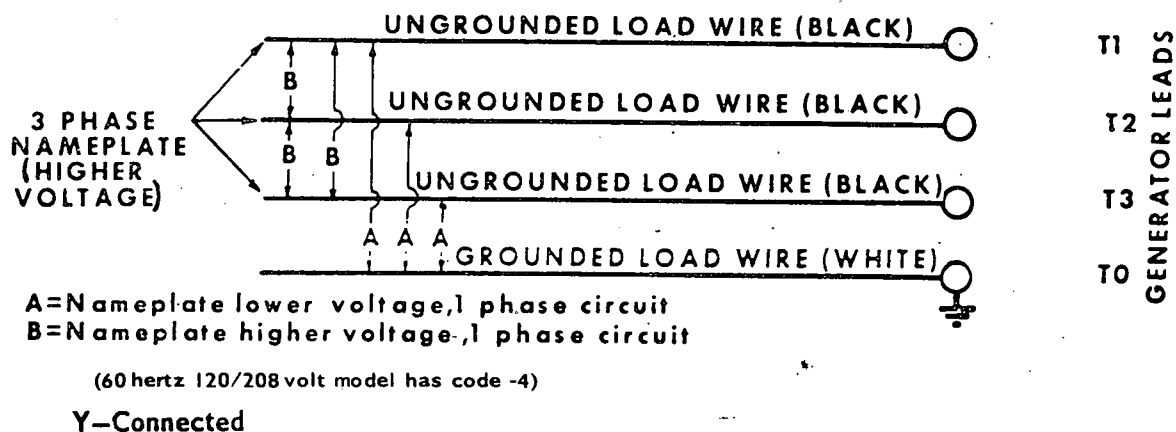 UNGROUNDED LOAD WIRE (BLACK)
T1
B
UNGROUNDED LOAD WIRE (BLACK)
T2
3 PHASE
NAMEPLATE
(HIGHER
VOLTAGE)
B
B
UNGROUNDED LOAD WIRE (BLACK)
T3
A
A
A
GROUNDED LOAD WIRE (WHITE)
TO
GENERATOR LEADS
A=Nameplate lower voltage,1 phase circuit
B=Nameplate higher voltage,1 phase circuit
(60 hertz 120/208 volt model has code -4)
Y-Connected